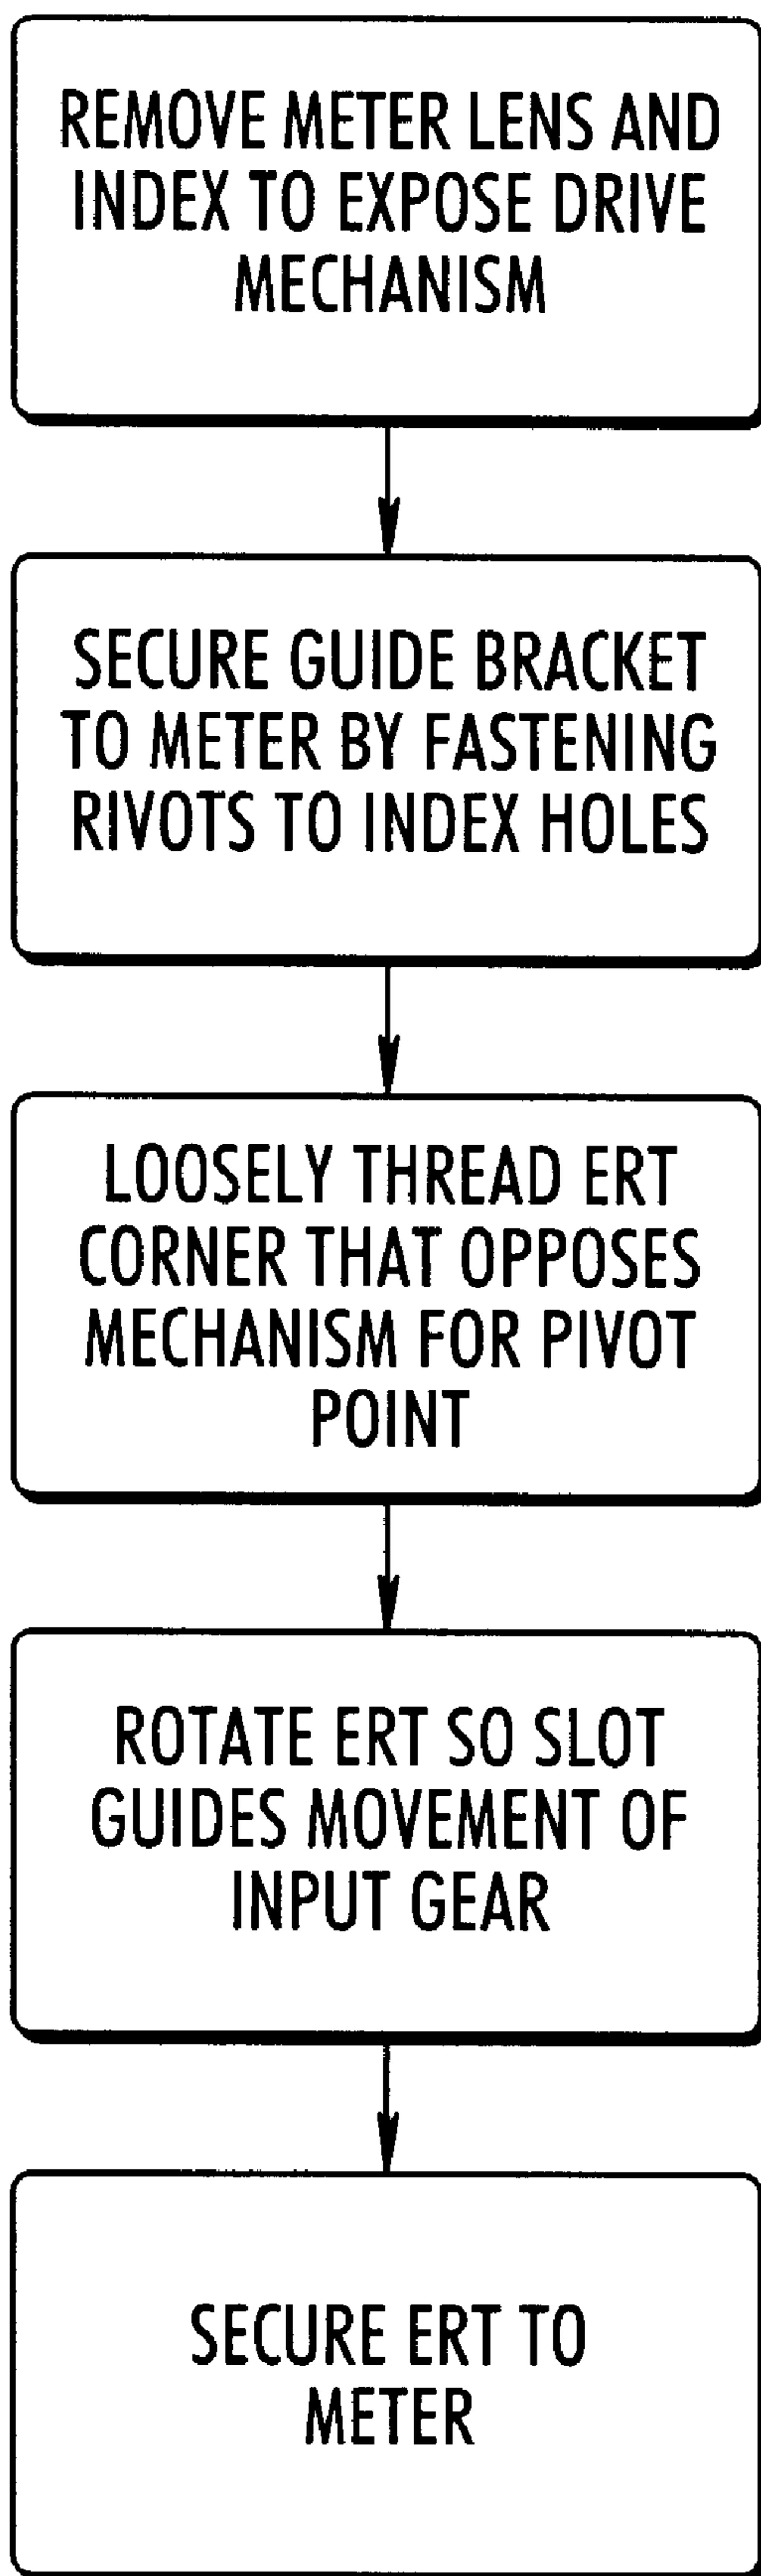 REMOVE METER LENS AND
INDEX TO EXPOSE DRIVE
MECHANISM
SECURE GUIDE BRACKET
TO METER BY FASTENING
RIVOTS TO INDEX HOLES
LOOSELY THREAD ERT
CORNER THAT OPPOSES
MECHANISM FOR PIVOT
POINT
ROTATE ERT SO SLOT
GUIDES MOVEMENT OF
INPUT GEAR
SECURE ERT TO
METER